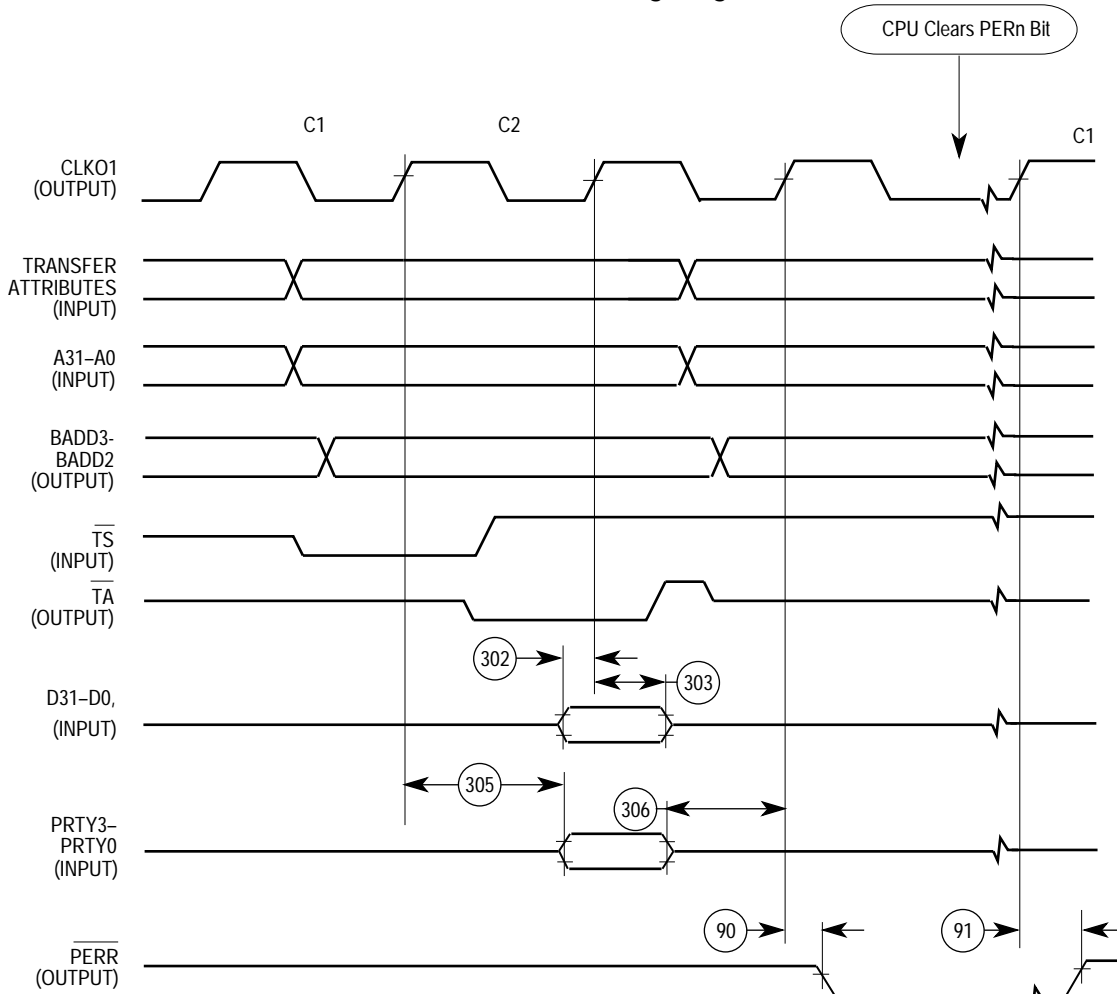 CPU Clears PERn Bit
C1
C2
C1
CLKO1
(OUTPUT)
TRANSFER
ATTRIBUTES
(INPUT)
A31–A0
(INPUT)
BADD3-
BADD2
(OUTPUT)
TS
(INPUT)
TA
(OUTPUT)
302
303
D31–D0,
(INPUT)
305
306
PRTY3–
PRTY0
(INPUT)
90
91
PERR
(OUTPUT)